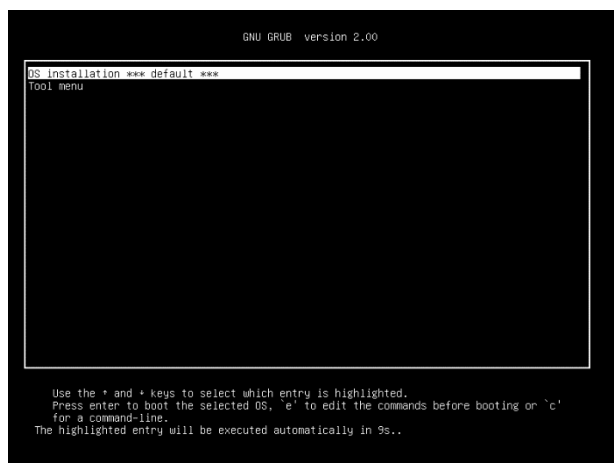 GNU GRUB version 2.00
OS installation *** default ***
Tool menu
Use the ↑ and ↓ keys to select which entry is highlighted.
Press enter to boot the selected OS, `e' to edit the commands before booting or `c'
for a command-line.
The highlighted entry will be executed automatically in 9s..